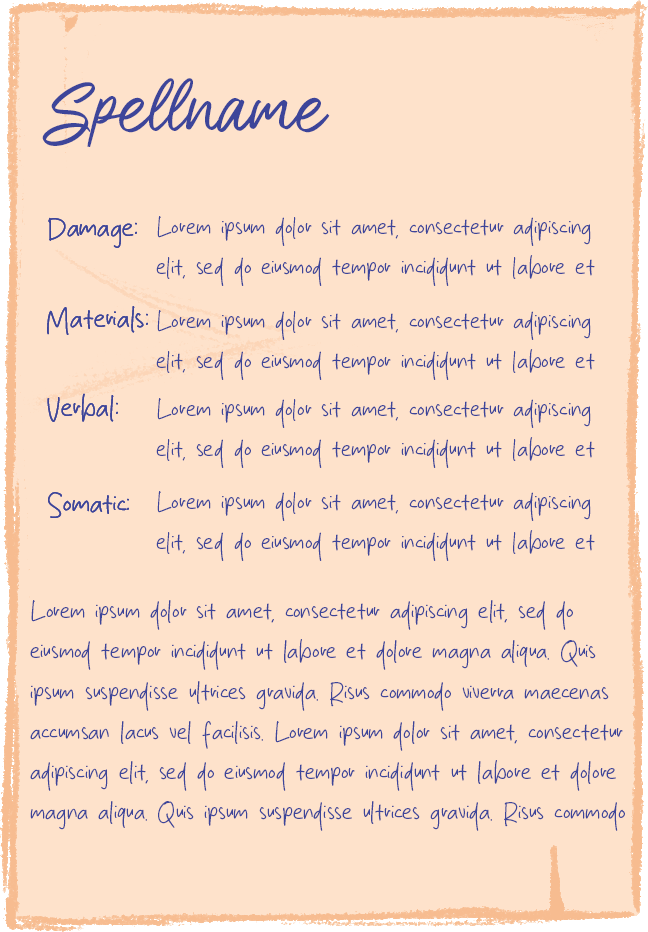 Spellname
Damage: Lorem ipsum dolor sit amet, consectetur adipiscing
elit, sed do eiusmod tempor incididunt ut labore et
Materials: Lorem ipsum dolor sit amet, consectetur adipiscing
elit, sed do eiusmod tempor incididunt ut labore et
Verbal: Lorem ipsum dolor sit amet, consectetur adipiscing
elit, sed do eiusmod tempor incididunt ut labore et
Somatic: Lorem ipsum dolor sit amet, consectetur adipiscing
elit, sed do eiusmod tempor incididunt ut labore et
Lorem ipsum dolor sit amet, consectetur adipiscing elit, sed do
eiusmod tempor incididunt ut labore et dolore magna aliqua. Quis
ipsum suspendisse ultrices gravida. Risus commodo viverra maecenas
accumsan lacus vel facilisis. Lorem ipsum dolor sit amet, consectetur
adipiscing elit, sed do eiusmod tempor incididunt ut labore et dolore
magna aliqua. Quis ipsum suspendisse ultrices gravida. Risus commodo